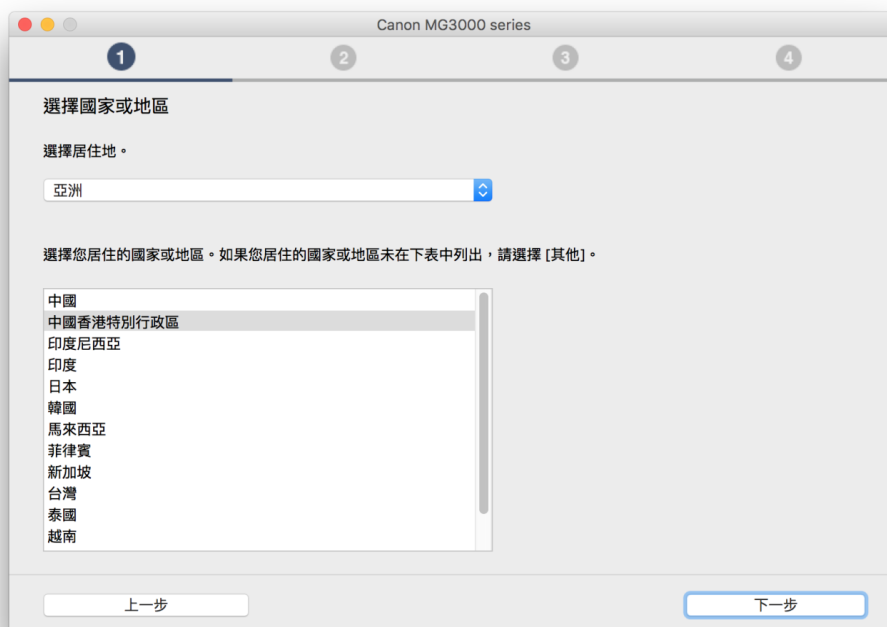 Canon MG3000 series
1
2
3
4
選擇國家或地區
選擇居住地。
亞洲
選擇您居住的國家或地區。如果您居住的國家或地區未在下表中列出，請選擇 [其他]。
中國
中國香港特別行政區
印度尼西亞
印度
日本
韓國
馬來西亞
菲律賓
新加坡
台灣
泰國
越南
上一步
下一步